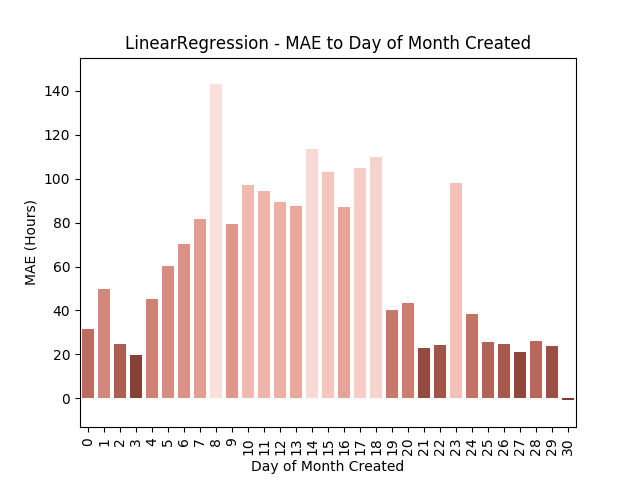 LinearRegression - MAE to Day of Month Created
MAE (Hours)
140
120
100
80
60
40
20
0
0 1 2 3 4 5 6 7 8 9 10 11 12 13 14 15 16 17 18 19 20 21 22 23 24 25 26 27 28 29 30
Day of Month Created